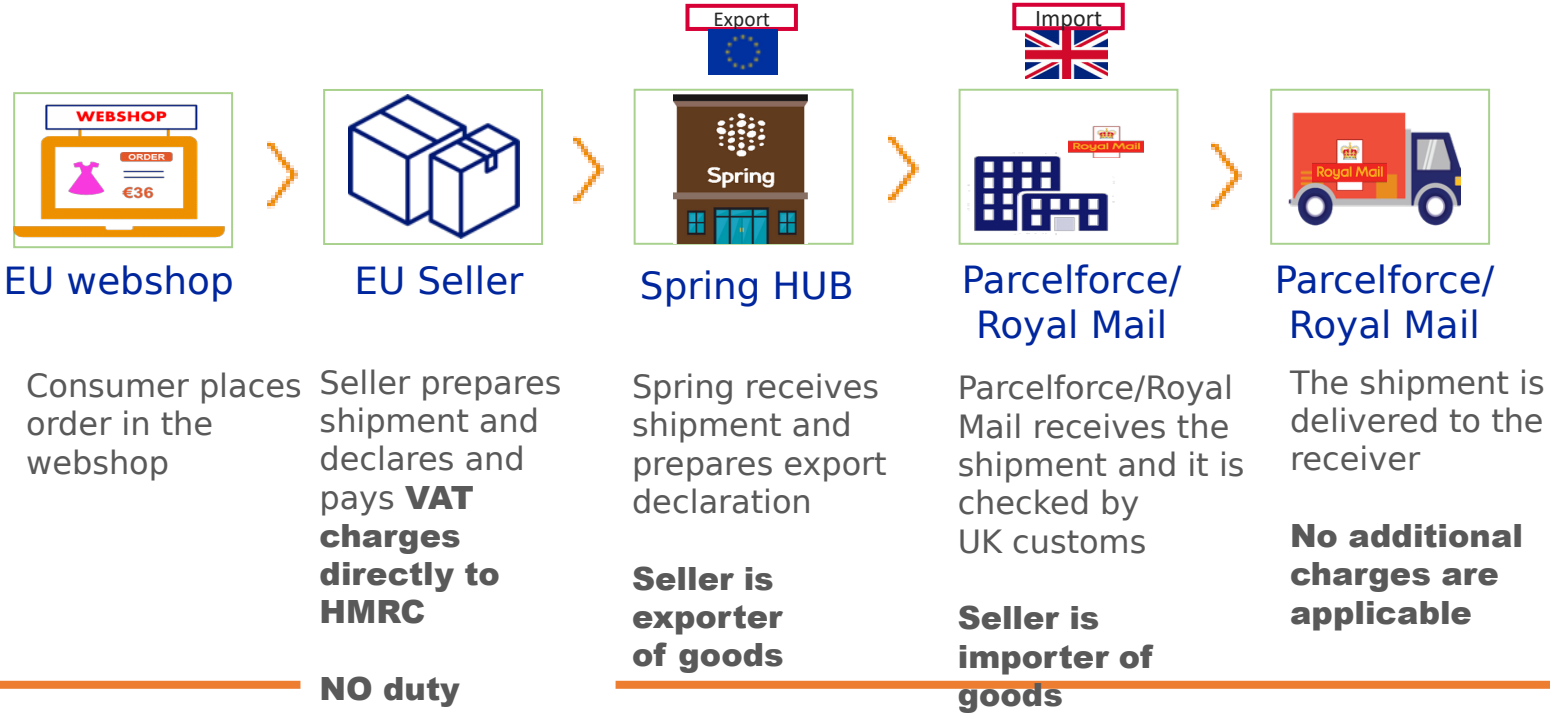 Export
Import
WEBSHOP
ORDER
€36
Spring
Royal Mail
Royal Mail
EU webshop
EU Seller
Spring HUB
Parcelforce/
Royal Mail
Parcelforce/
Royal Mail
Consumer places
order in the
webshop
Seller prepares
shipment and
declares and
pays VAT
charges
directly to
HMRC
NO duty
Spring receives
shipment and
prepares export
declaration
Seller is
exporter
of goods
Parcelforce/Royal
Mail receives the
shipment and it is
checked by
UK customs
Seller is
importer of
goods
The shipment is
delivered to the
receiver
No additional
charges are
applicable